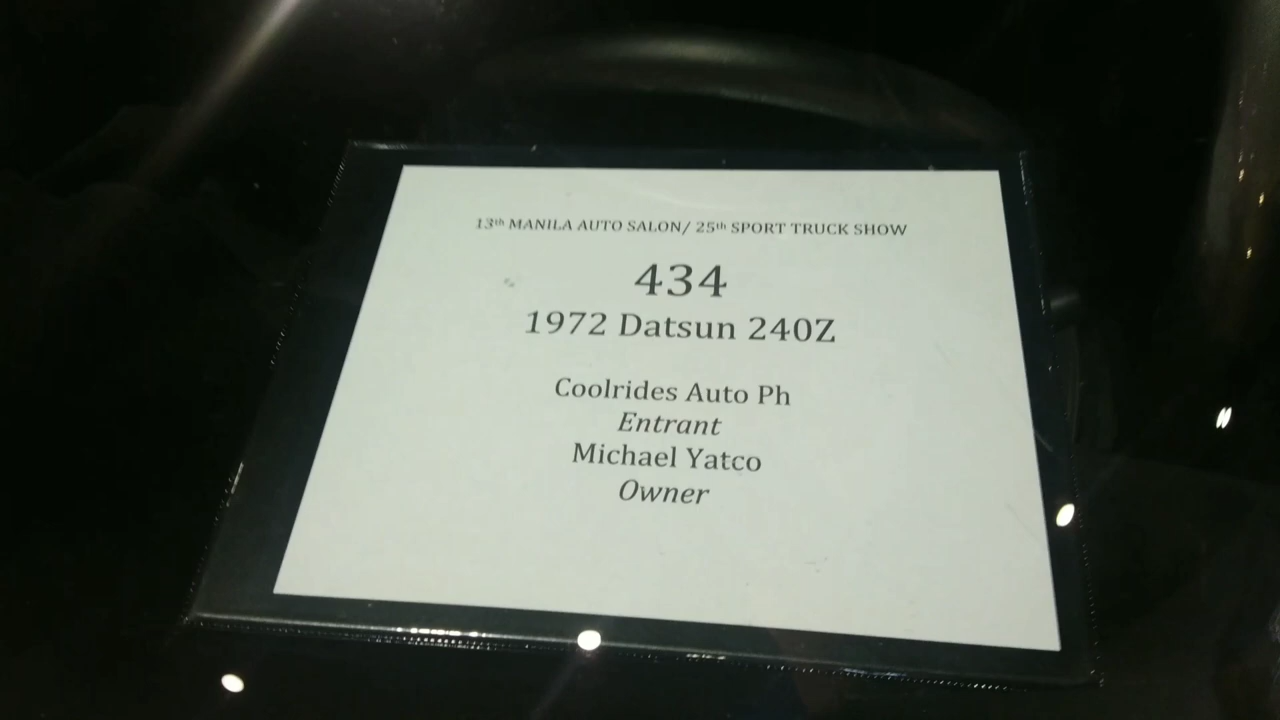 13th MANILA AUTO SALON/ 25th SPORT TRUCK SHOW
434
1972 Datsun 240Z
Coolrides Auto Ph
Entrant
Michael Yatco
Owner